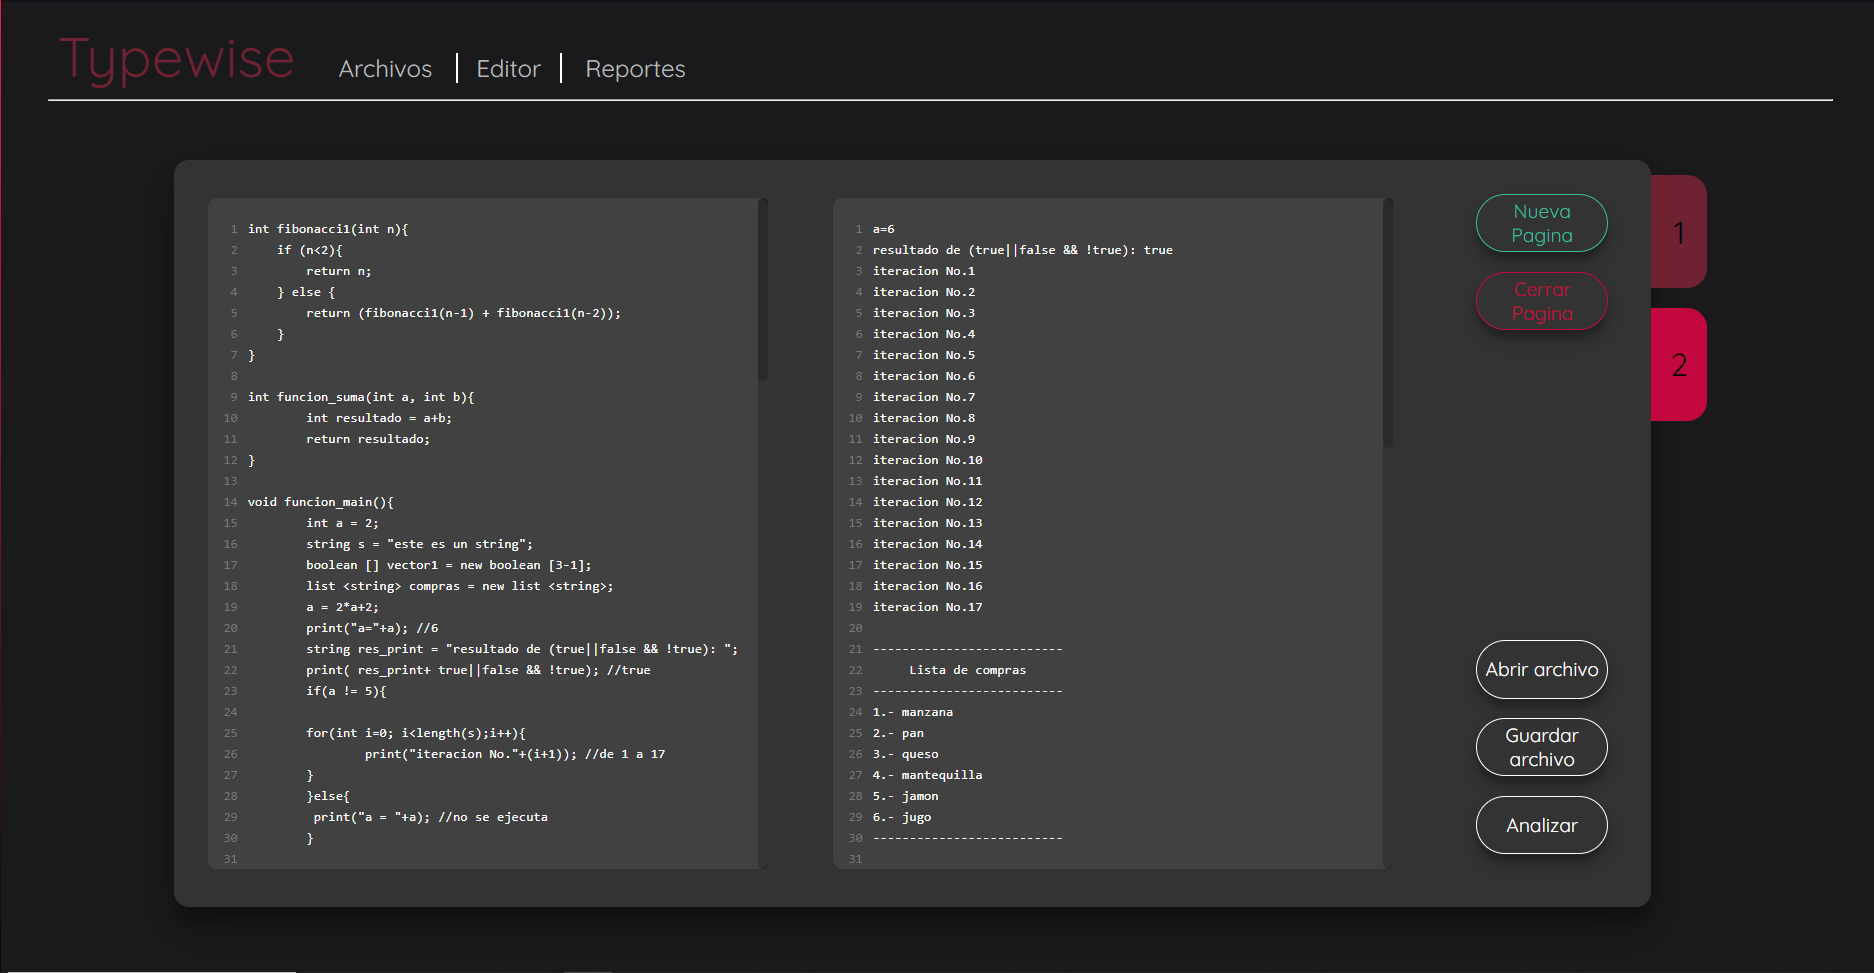 Typewise
Archivos | Editor | Reportes
1 int fibonacci1(int n){
2     if (n<2){
3         return n;
4     } else {
5         return (fibonacci1(n-1) + fibonacci1(n-2));
6     }
7 }
8
9 int funcion_suma(int a, int b){
10         int resultado = a+b;
11         return resultado;
12 }
13
14 void funcion_main(){
15         int a = 2;
16         string s = "este es un string";
17         boolean [] vector1 = new boolean [3-1];
18         list <string> compras = new list <string>;
19         a = 2*a+2;
20         print("a="+a); //6
21         string res_print = "resultado de (true||false && !true): ";
22         print( res_print+ true||false && !true); //true
23         if(a != 5){
24
25         for(int i=0; i<length(s);i++){
26                 print("iteracion No."+(i+1)); //de 1 a 17
27         }
28         }else{
29          print("a = "+a); //no se ejecuta
30         }
31
1 a=6
2 resultado de (true||false && !true): true
3 iteracion No.1
4 iteracion No.2
5 iteracion No.3
6 iteracion No.4
7 iteracion No.5
8 iteracion No.6
9 iteracion No.7
10 iteracion No.8
11 iteracion No.9
12 iteracion No.10
13 iteracion No.11
14 iteracion No.12
15 iteracion No.13
16 iteracion No.14
17 iteracion No.15
18 iteracion No.16
19 iteracion No.17
20
21 --------------------------
22      Lista de compras
23 --------------------------
24 1.- manzana
25 2.- pan
26 3.- queso
27 4.- mantequilla
28 5.- jamon
29 6.- jugo
30 --------------------------
31
Nueva
Pagina
Cerrar
Pagina
Abrir archivo
Guardar
archivo
Analizar
1
2